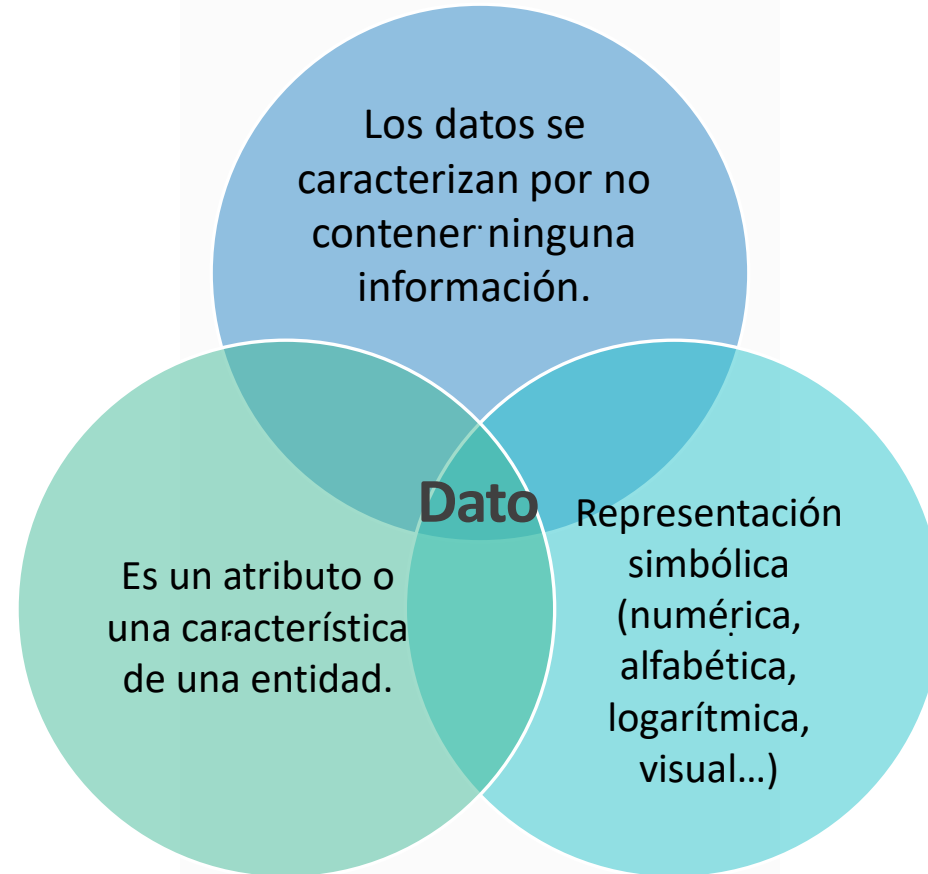 Los datos se
caracterizan por no
contener ninguna
información.
Dato
Es un atributo o
una característica
de una entidad.
Representación
simbólica
(numérica,
alfabética,
logarítmica,
visual...)